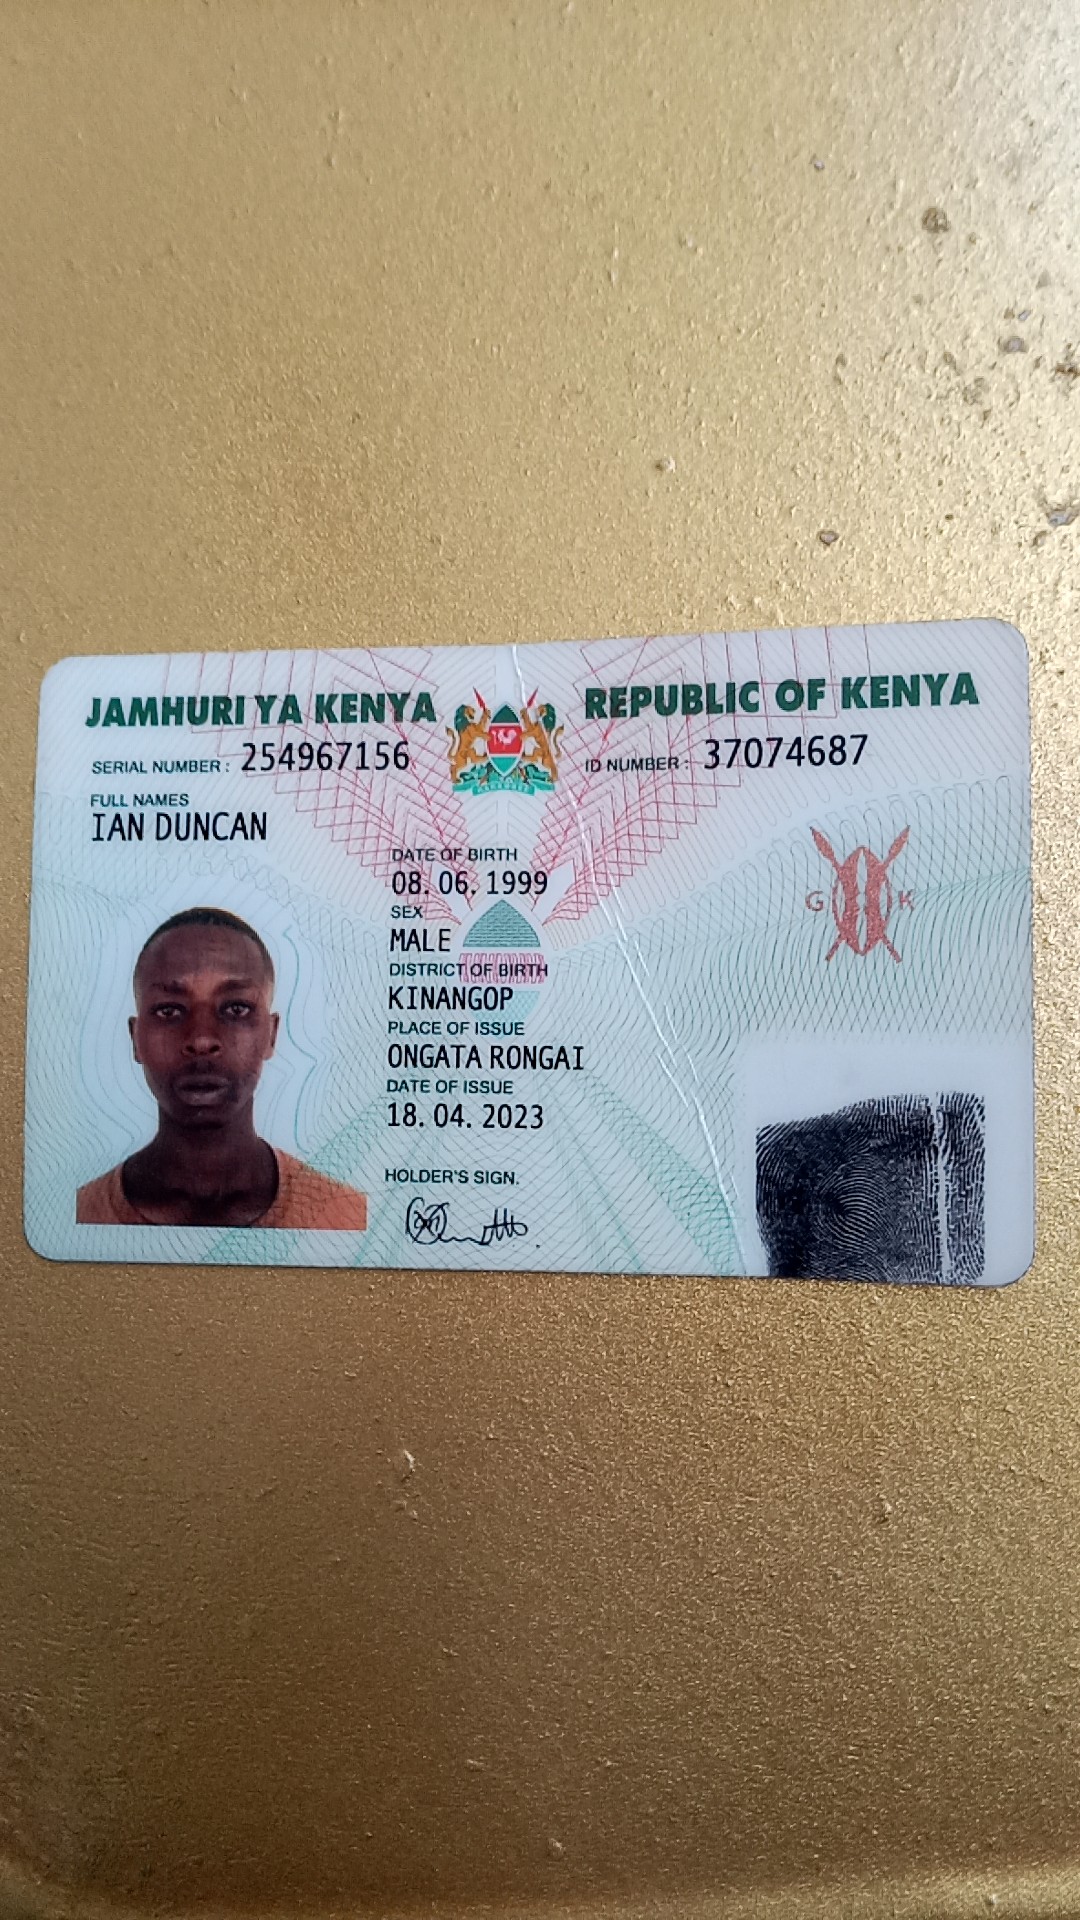 JAMHURI YA KENYA
REPUBLIC OF KENYA
SERIAL NUMBER : 254967156
ID NUMBER : 37074687
FULL NAMES
IAN DUNCAN
DATE OF BIRTH
08. 06. 1999
SEX
MALE
DISTRICT OF BIRTH
KINANGOP
PLACE OF ISSUE
ONGATA RONGAI
DATE OF ISSUE
18. 04. 2023
HOLDER'S SIGN.
G K